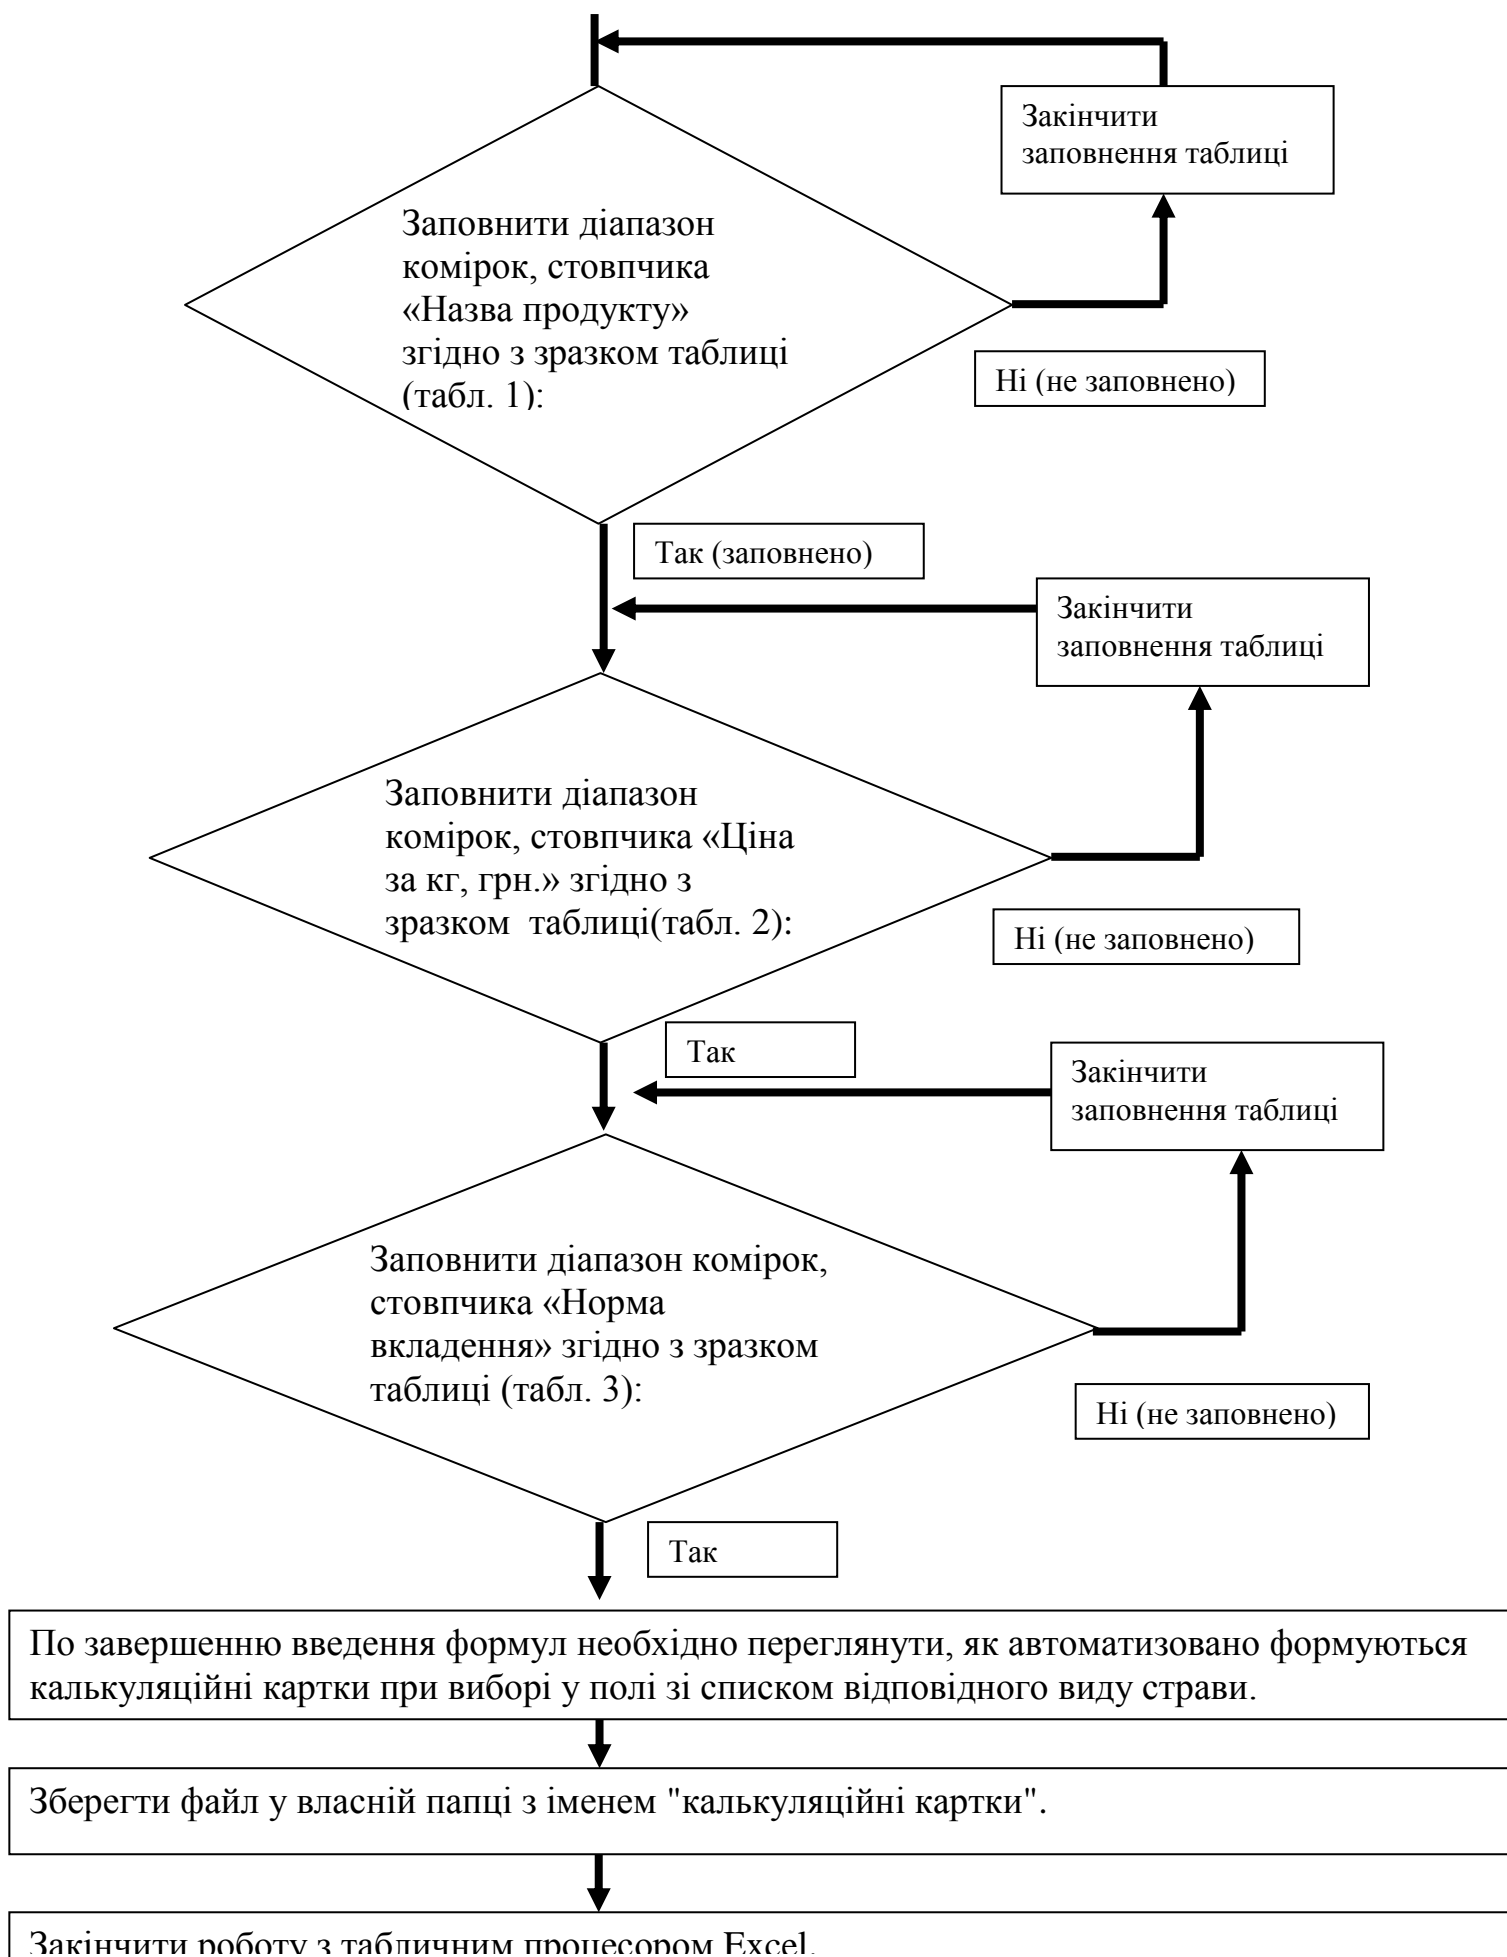 Закінчити
заповнення таблиці
Заповнити діапазон
комірок, стовпчика
«Назва продукту»
згідно з зразком таблиці
(табл. 1):
Ні (не заповнено)
Так (заповнено)
Закінчити
заповнення таблиці
Заповнити діапазон
комірок, стовпчика «Ціна
за кг, грн.» згідно з
зразком таблиці(табл. 2):
Ні (не заповнено)
Так
Закінчити
заповнення таблиці
Заповнити діапазон комірок,
стовпчика «Норма
вкладення» згідно з зразком
таблиці (табл. 3):
Ні (не заповнено)
Так
По завершенню введення формул необхідно переглянути, як автоматизовано формуються
калькуляційні картки при виборі у полі зі списком відповідного виду страви.
Зберегти файл у власній папці з іменем "калькуляційні картки".
Закінчити роботу з табличним процесором Excel.